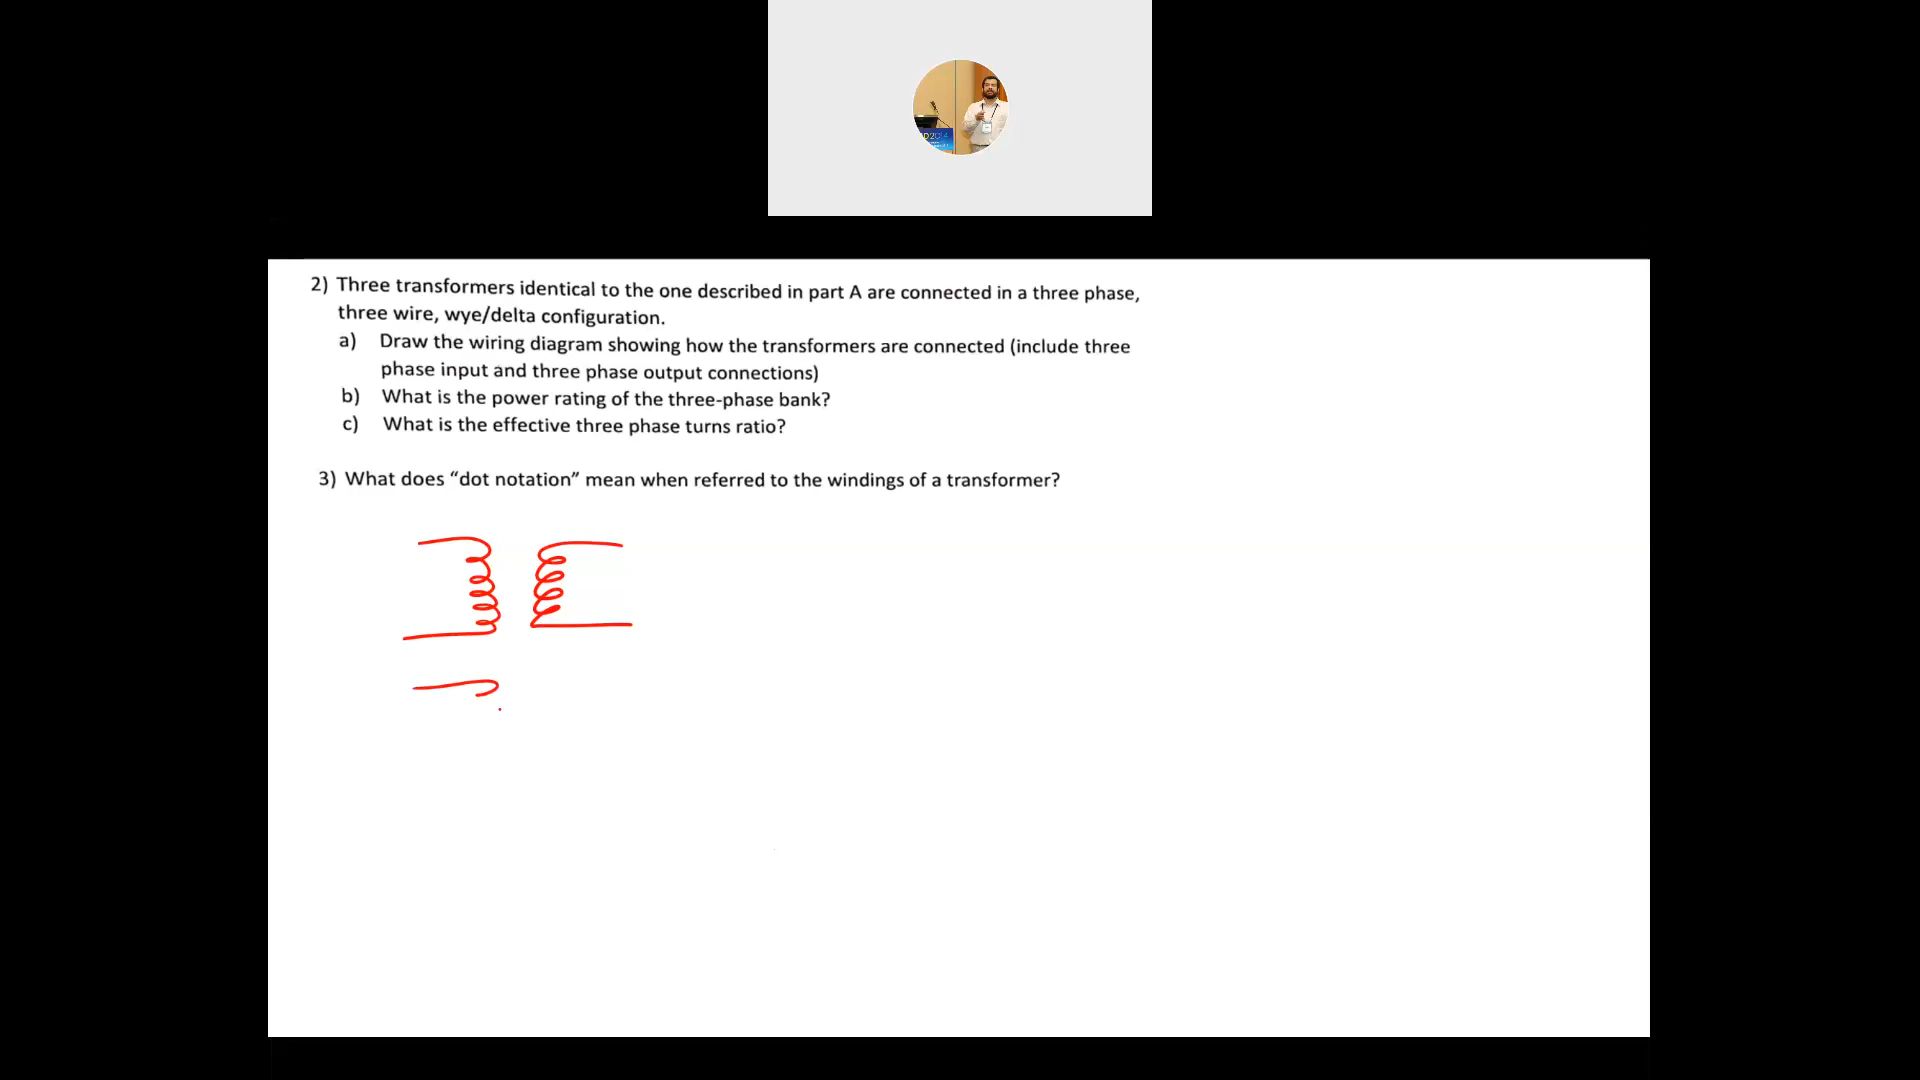 D2014
2) Three transformers identical to the one described in part A are connected in a three phase,
three wire, wye/delta configuration.
a) Draw the wiring diagram showing how the transformers are connected (include three
phase input and three phase output connections)
b) What is the power rating of the three-phase bank?
c) What is the effective three phase turns ratio?
3) What does “dot notation” mean when referred to the windings of a transformer?